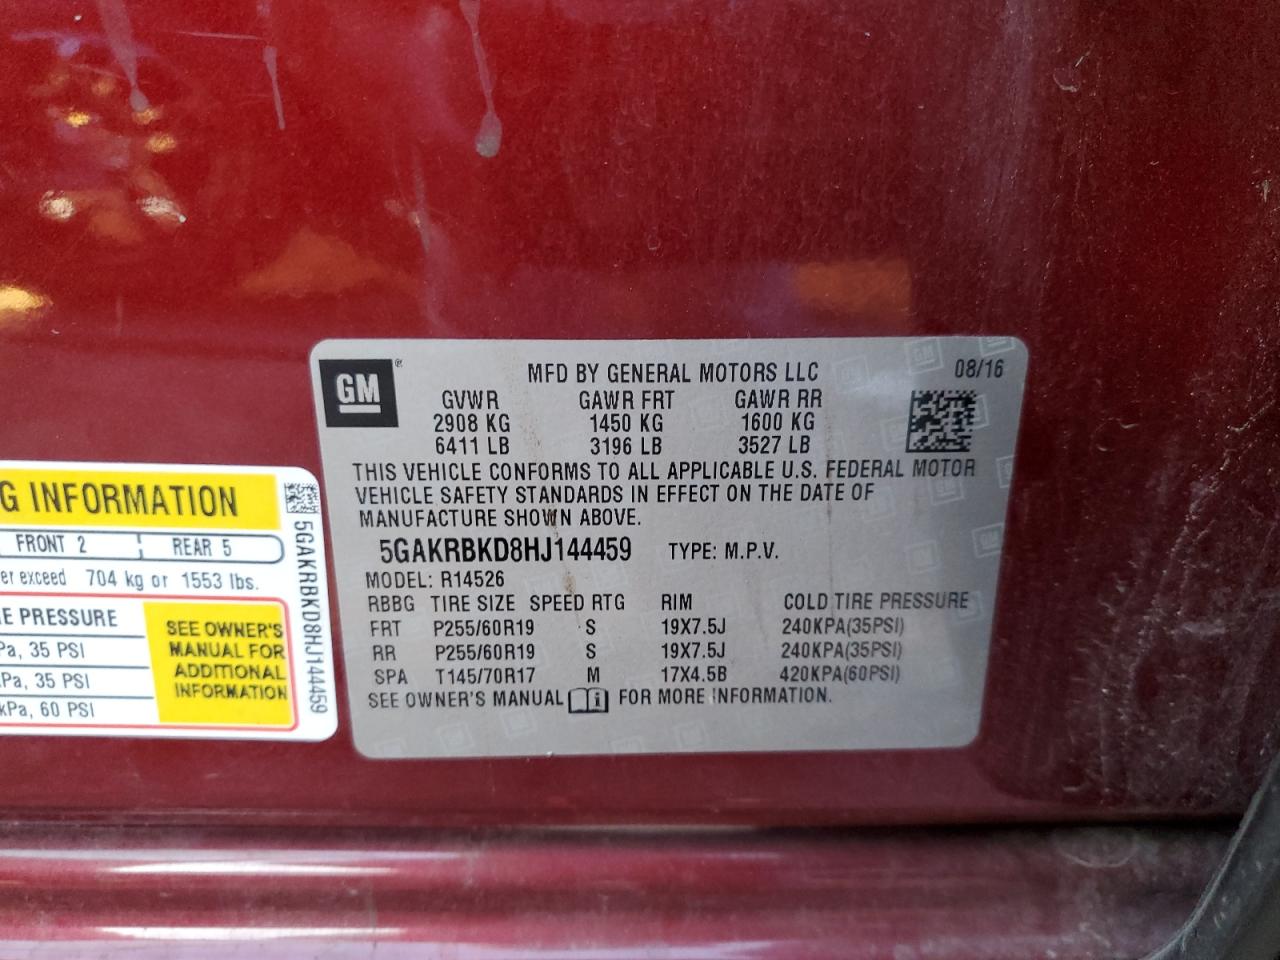 GM ®
MFD BY GENERAL MOTORS LLC 08/16
GVWR GAWR FRT GAWR RR
2908 KG 1450 KG 1600 KG
6411 LB 3196 LB 3527 LB
THIS VEHICLE CONFORMS TO ALL APPLICABLE U.S. FEDERAL MOTOR
VEHICLE SAFETY STANDARDS IN EFFECT ON THE DATE OF
MANUFACTURE SHOWN ABOVE.
5GAKRBKD8HJ144459 TYPE: M.P.V.
MODEL: R14526
RBBG TIRE SIZE SPEED RTG RIM COLD TIRE PRESSURE
FRT P255/60R19 S 19X7.5J 240KPA(35PSI)
RR P255/60R19 S 19X7.5J 240KPA(35PSI)
SPA T145/70R17 M 17X4.5B 420KPA(60PSI)
SEE OWNER'S MANUAL FOR MORE INFORMATION.
G INFORMATION
FRONT 2 REAR 5
er exceed 704 kg or 1553 lbs.
E PRESSURE
Pa, 35 PSI
Pa, 35 PSI
kPa, 60 PSI
SEE OWNER'S
MANUAL FOR
ADDITIONAL
INFORMATION
5GAKRBKD8HJ144459